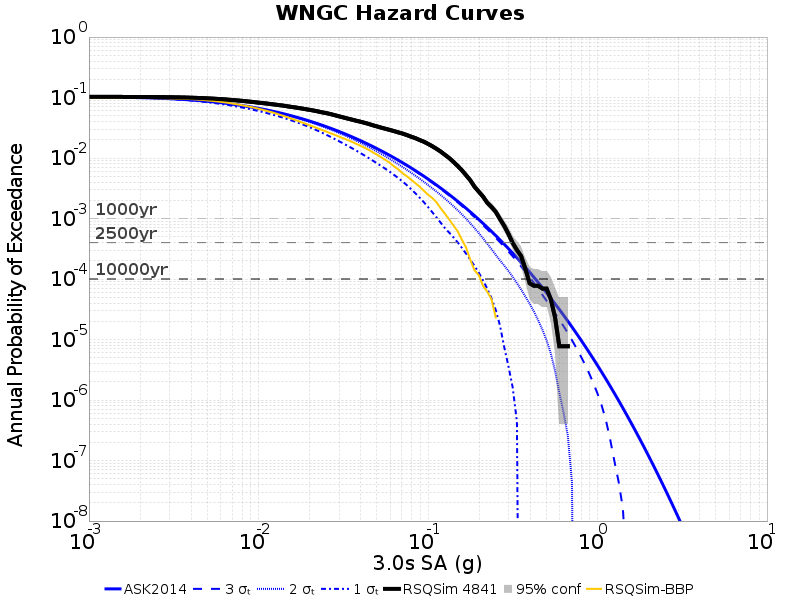 WNGC Hazard Curves
10^0
10^-1
10^-2
10^-3
10^-4
10^-5
10^-6
10^-7
10^-8
Annual Probability of Exceedance
1000yr
2500yr
10000yr
10^-3 10^-2 10^-1 10^0 10^1
3.0s SA (g)
ASK2014 3 σₜ 2 σₜ 1 σₜ RSQSim 4841 95% conf RSQSim-BBP